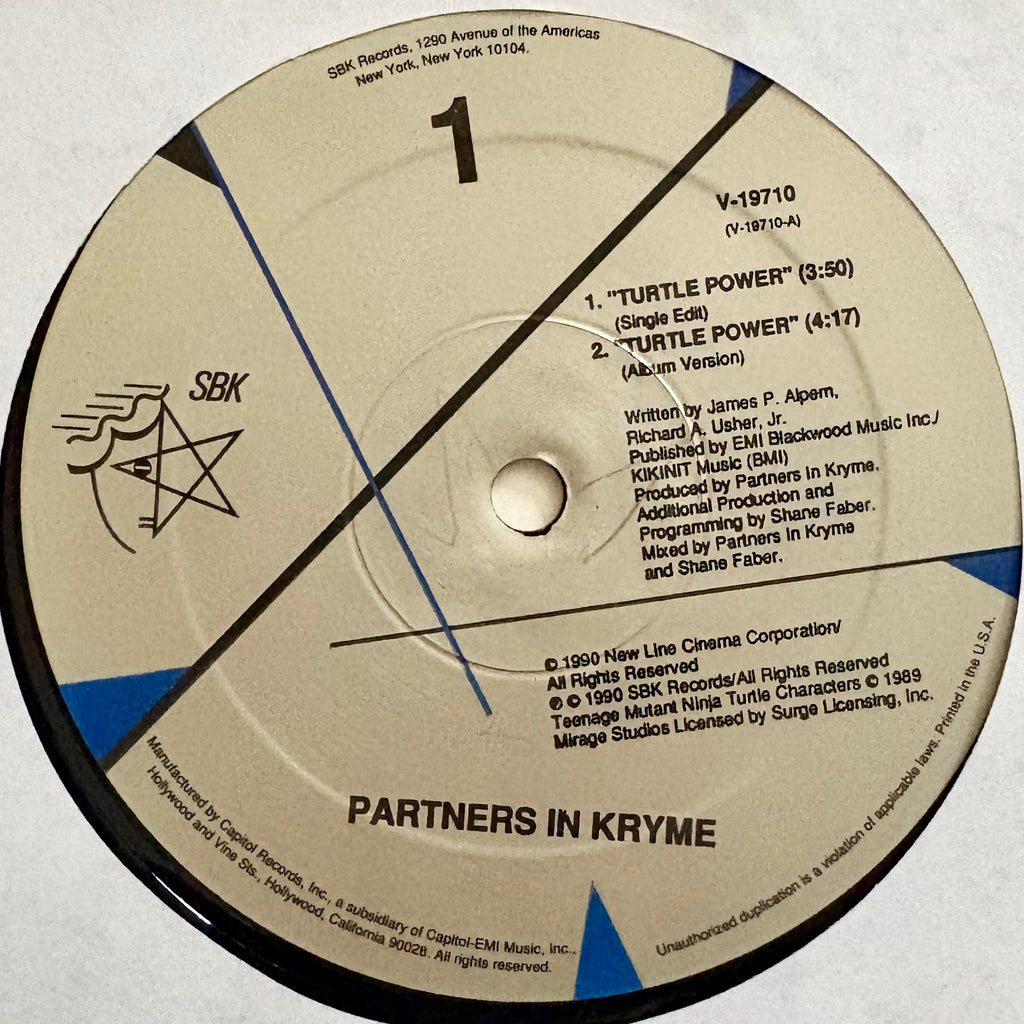 SBK Records, 1290 Avenue of the Americas
New York, New York 10104.
1
V-19710
(V-19710-A)
1. "TURTLE POWER" (3:50)
(Single Edit)
2. "TURTLE POWER" (4:17)
(Album Version)
SBK
Written by James P. Alpern,
Richard A. Usher, Jr.
Published by EMI Blackwood Music Inc./
KIKINIT Music (BMI)
Produced by Partners In Kryme.
Additional Production and
Programming by Shane Faber.
Mixed by Partners In Kryme
and Shane Faber.
© 1990 New Line Cinema Corporation/
All Rights Reserved
℗ © 1990 SBK Records/All Rights Reserved
Teenage Mutant Ninja Turtle Characters © 1989
Mirage Studios Licensed by Surge Licensing, Inc.
PARTNERS IN KRYME
Manufactured by Capitol Records, Inc., a subsidiary of Capitol-EMI Music, Inc.,
Hollywood and Vine Sts., Hollywood, California 90028. All rights reserved.
Unauthorized duplication is a violation of applicable laws. Printed in the U.S.A.